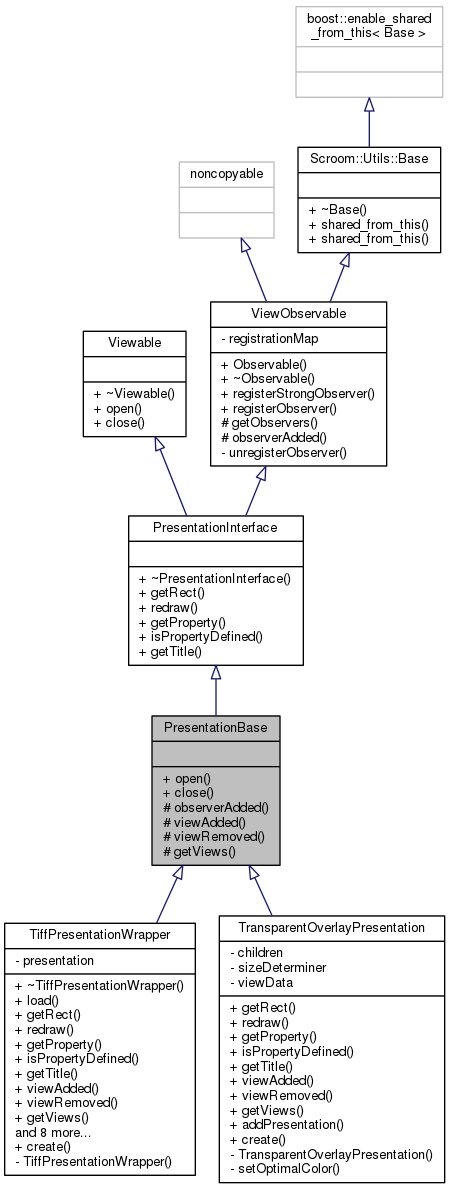 boost::enable_shared
_from_this< Base >
Scroom::Utils::Base
+ ~Base()
+ shared_from_this()
+ shared_from_this()
noncopyable
ViewObservable
- registrationMap
+ Observable()
+ ~Observable()
+ registerStrongObserver()
+ registerObserver()
# getObservers()
# observerAdded()
- unregisterObserver()
Viewable
+ ~Viewable()
+ open()
+ close()
PresentationInterface
+ ~PresentationInterface()
+ getRect()
+ redraw()
+ getProperty()
+ isPropertyDefined()
+ getTitle()
PresentationBase
+ open()
+ close()
# observerAdded()
# viewAdded()
# viewRemoved()
# getViews()
TiffPresentationWrapper
- presentation
+ ~TiffPresentationWrapper()
+ load()
+ getRect()
+ redraw()
+ getProperty()
+ isPropertyDefined()
+ getTitle()
+ viewAdded()
+ viewRemoved()
+ getViews()
and 8 more...
+ create()
- TiffPresentationWrapper()
TransparentOverlayPresentation
- children
- sizeDeterminer
- viewData
+ getRect()
+ redraw()
+ getProperty()
+ isPropertyDefined()
+ getTitle()
+ viewAdded()
+ viewRemoved()
+ getViews()
+ addPresentation()
+ create()
- TransparentOverlayPresentation()
- setOptimalColor()